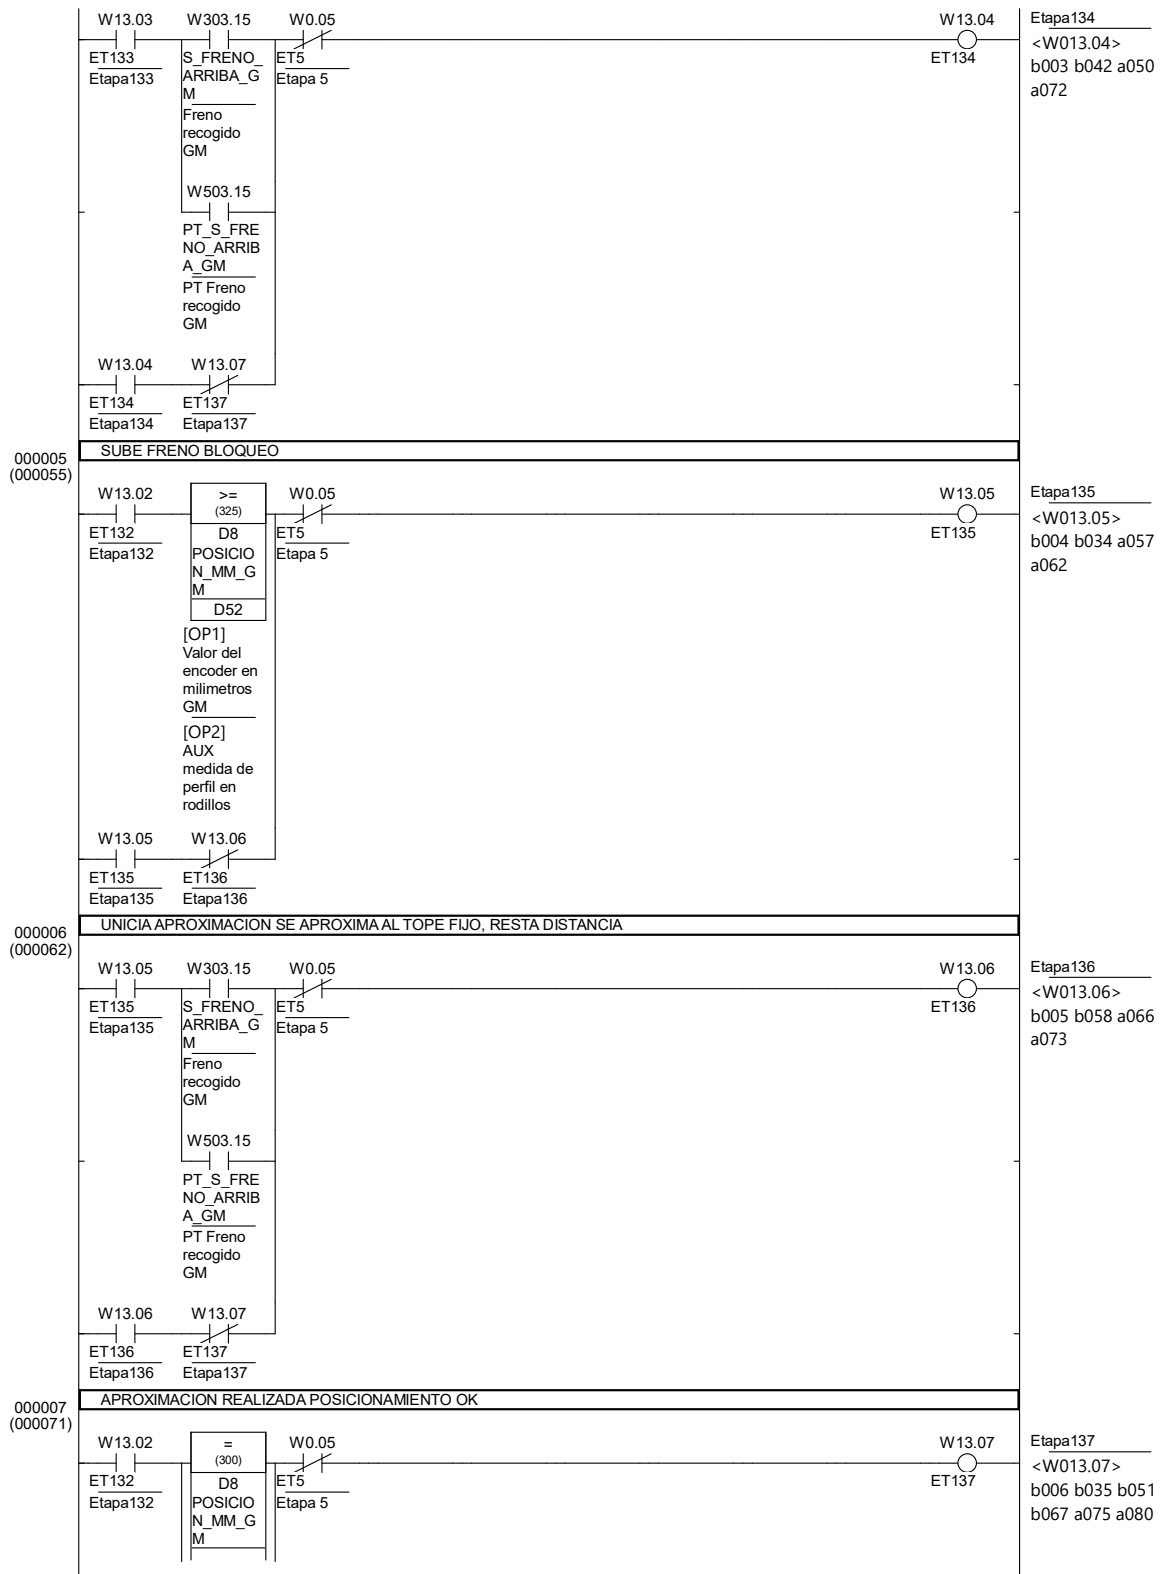 W13.03 W303.15 W0.05 W13.04 Etapa134
ET133 S_FRENO_ ET5 ET134 <W013.04>
Etapa133 ARRIBA_G Etapa 5 b003 b042 a050
M a072
Freno
recogido
GM
W503.15
PT_S_FRE
NO_ARRIB
A_GM
PT Freno
recogido
GM
W13.04 W13.07
ET134 ET137
Etapa134 Etapa137
000005 SUBE FRENO BLOQUEO
(000055)
W13.02 >= W0.05 W13.05 Etapa135
(325) <W013.05>
ET132 D8 ET5 ET135 b004 b034 a057
Etapa132 POSICIO Etapa 5 a062
N_MM_G
M
D52
[OP1]
Valor del
encoder en
milimetros
GM
[OP2]
AUX
medida de
perfil en
rodillos
W13.05 W13.06
ET135 ET136
Etapa135 Etapa136
000006 UNICIA APROXIMACION SE APROXIMA AL TOPE FIJO, RESTA DISTANCIA
(000062)
W13.05 W303.15 W0.05 W13.06 Etapa136
ET135 S_FRENO_ ET5 ET136 <W013.06>
Etapa135 ARRIBA_G Etapa 5 b005 b058 a066
M a073
Freno
recogido
GM
W503.15
PT_S_FRE
NO_ARRIB
A_GM
PT Freno
recogido
GM
W13.06 W13.07
ET136 ET137
Etapa136 Etapa137
000007 APROXIMACION REALIZADA POSICIONAMIENTO OK
(000071)
W13.02 = W0.05 W13.07 Etapa137
(300) <W013.07>
ET132 D8 ET5 ET137 b006 b035 b051
Etapa132 POSICIO Etapa 5 b067 a075 a080
N_MM_G
M